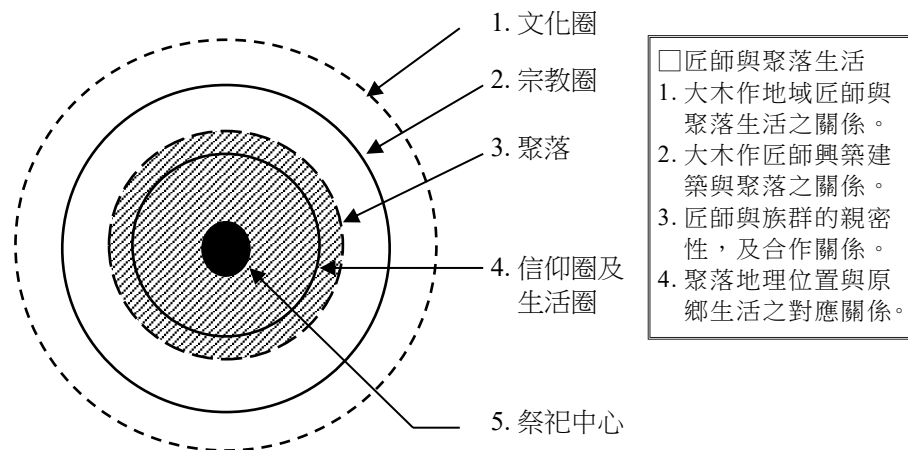 1. 文化圈
2. 宗教圈
3. 聚落
4. 信仰圈及
生活圈
5. 祭祀中心
□匠師與聚落生活
1. 大木作地域匠師與
聚落生活之關係。
2. 大木作匠師興築建
築與聚落之關係。
3. 匠師與族群的親密
性，及合作關係。
4. 聚落地理位置與原
鄉生活之對應關係。